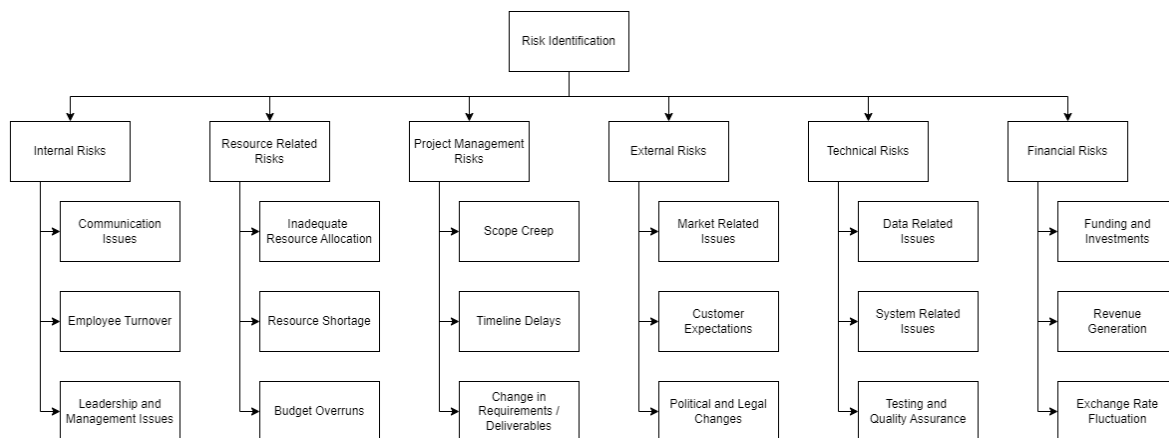 Risk Identification
Internal Risks
Resource Related
Risks
Project Management
Risks
External Risks
Technical Risks
Financial Risks
Communication
Issues
Inadequate
Resource Allocation
Scope Creep
Market Related
Issues
Data Related
Issues
Funding and
Investments
Employee Turnover
Resource Shortage
Timeline Delays
Customer
Expectations
System Related
Issues
Revenue
Generation
Leadership and
Management Issues
Budget Overruns
Change in
Requirements /
Deliverables
Political and Legal
Changes
Testing and
Quality Assurance
Exchange Rate
Fluctuation